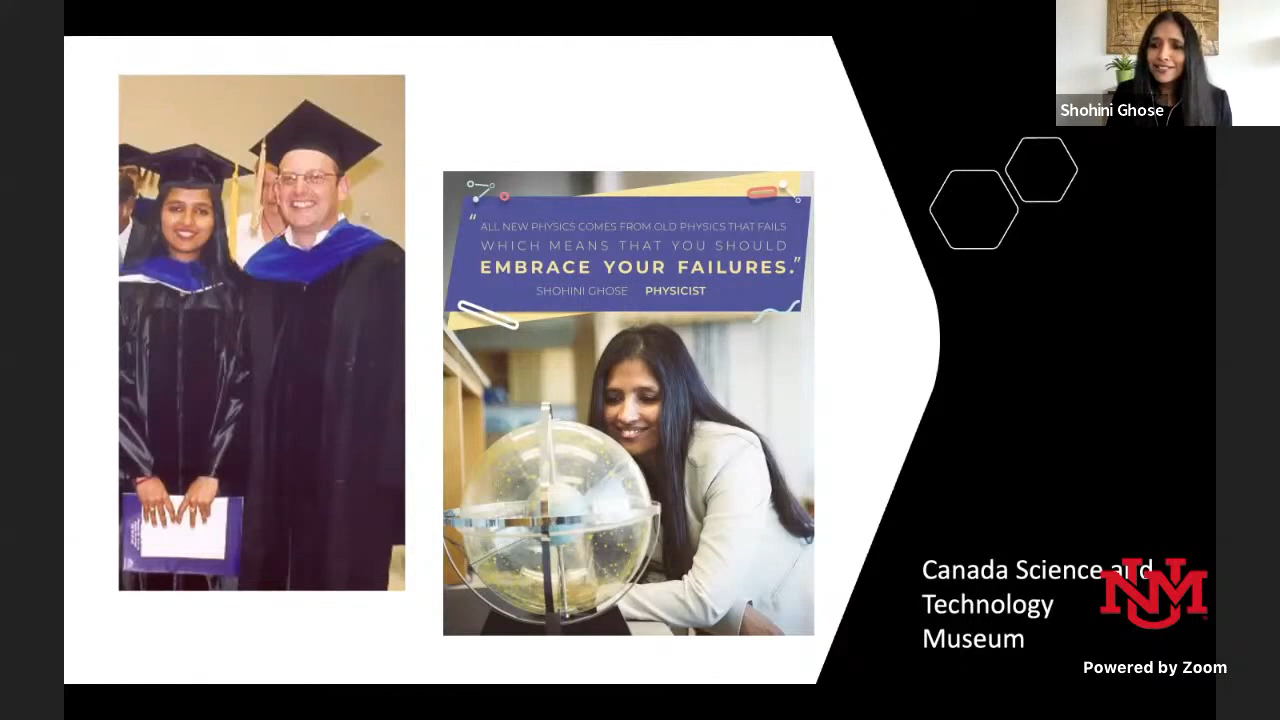 Shohini Ghose
“ALL NEW PHYSICS COMES FROM OLD PHYSICS THAT FAILS
WHICH MEANS THAT YOU SHOULD
EMBRACE YOUR FAILURES.”
SHOHINI GHOSE PHYSICIST
Canada Science and
Technology
Museum
UNM
Powered by Zoom